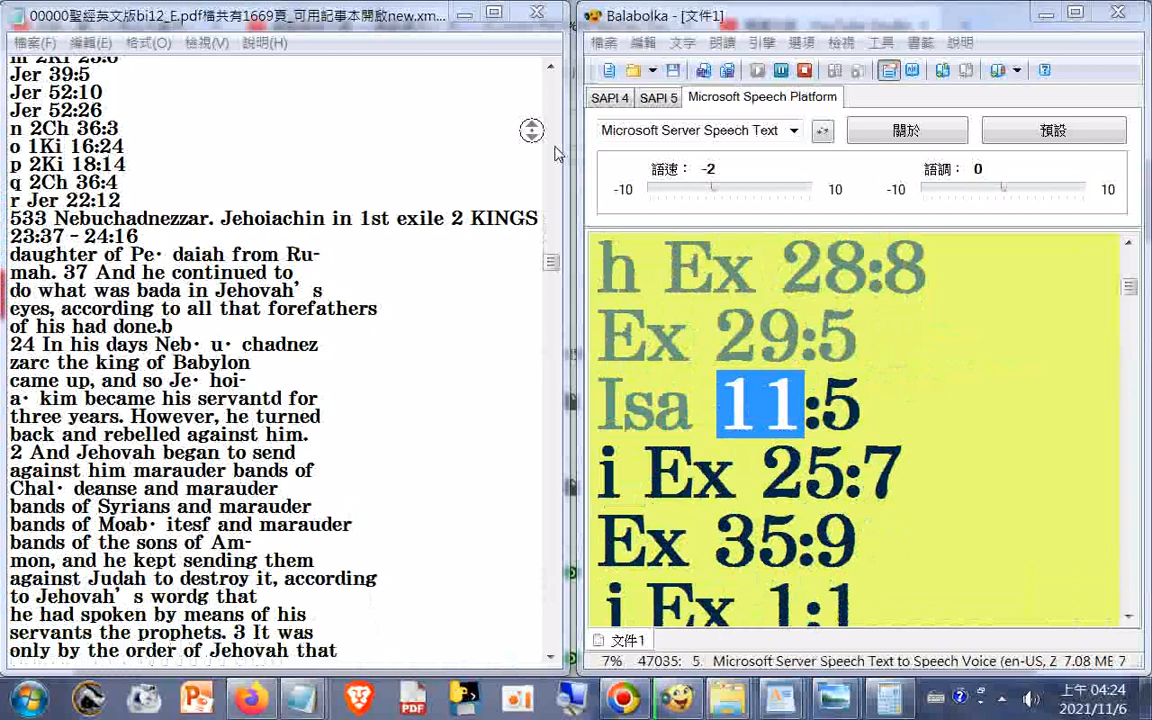 00000聖經英文版bi12_E.pdf檔共有1669頁_可用記事本開啟new.xm...
檔案(F) 編輯(E) 格式(O) 檢視(V) 說明(H)
Jer 39:5
Jer 52:10
Jer 52:26
n 2Ch 36:3
o 1Ki 16:24
p 2Ki 18:14
q 2Ch 36:4
r Jer 22:12
533 Nebuchadnezzar. Jehoiachin in 1st exile 2 KINGS
23:37 – 24:16
daughter of Pe· daiah from Ru-
mah. 37 And he continued to
do what was bada in Jehovah’ s
eyes, according to all that forefathers
of his had done.b
24 In his days Neb· u· chadnez
zarc the king of Babylon
came up, and so Je· hoi-
a· kim became his servantd for
three years. However, he turned
back and rebelled against him.
2 And Jehovah began to send
against him marauder bands of
Chal· deanse and marauder
bands of Syrians and marauder
bands of Moab· itesf and marauder
bands of the sons of Am-
mon, and he kept sending them
against Judah to destroy it, according
to Jehovah’ s wordg that
he had spoken by means of his
servants the prophets. 3 It was
only by the order of Jehovah that
Balabolka - [文件1]
檔案 編輯 文字 朗讀 引擎 選項 檢視 工具 書籤 說明
SAPI 4 SAPI 5 Microsoft Speech Platform
Microsoft Server Speech Text 關於 預設
語速： -2 語調： 0
-10 10 -10 10
h Ex 28:8
Ex 29:5
Isa 11:5
i Ex 25:7
Ex 35:9
j Ex 1:1
文件1
7% 47035: 5 Microsoft Server Speech Text to Speech Voice (en-US, Z 7.08 MB 7
上午 04:24
2021/11/6